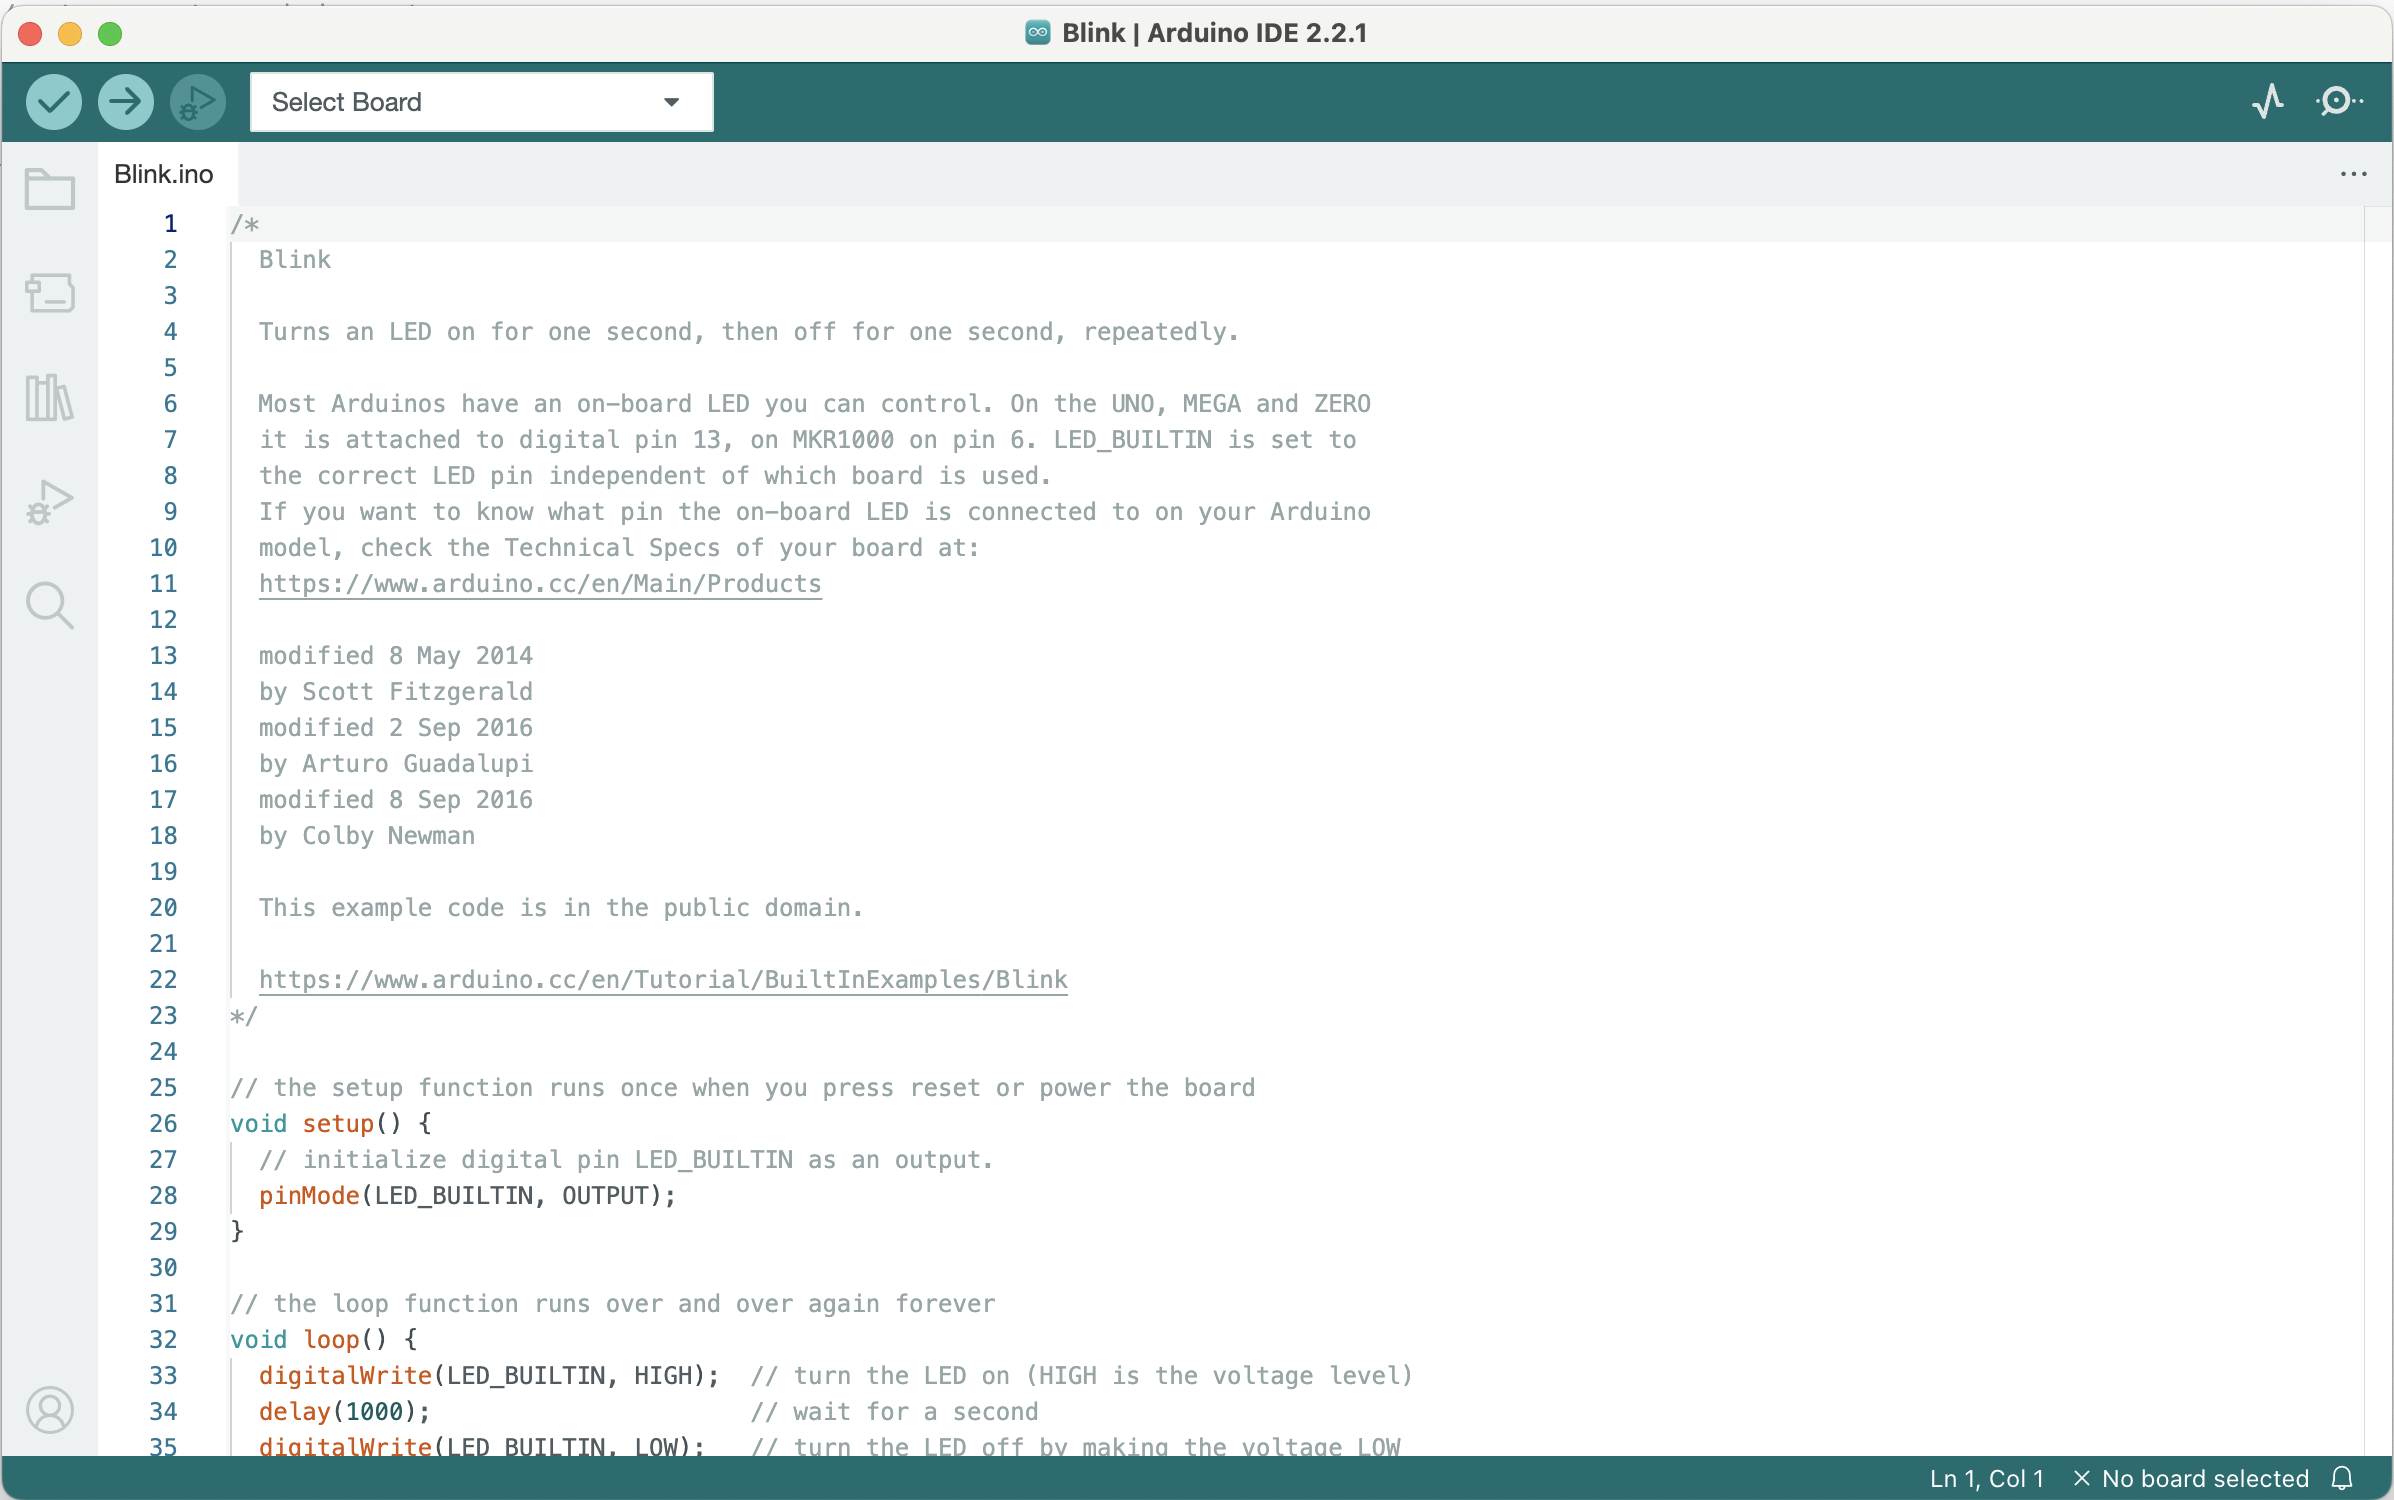 Blink | Arduino IDE 2.2.1
Select Board
Blink.ino
1 /*
2 Blink
3
4 Turns an LED on for one second, then off for one second, repeatedly.
5
6 Most Arduinos have an on-board LED you can control. On the UNO, MEGA and ZERO
7 it is attached to digital pin 13, on MKR1000 on pin 6. LED_BUILTIN is set to
8 the correct LED pin independent of which board is used.
9 If you want to know what pin the on-board LED is connected to on your Arduino
10 model, check the Technical Specs of your board at:
11 https://www.arduino.cc/en/Main/Products
12
13 modified 8 May 2014
14 by Scott Fitzgerald
15 modified 2 Sep 2016
16 by Arturo Guadalupi
17 modified 8 Sep 2016
18 by Colby Newman
19
20 This example code is in the public domain.
21
22 https://www.arduino.cc/en/Tutorial/BuiltInExamples/Blink
23 */
24
25 // the setup function runs once when you press reset or power the board
26 void setup() {
27 // initialize digital pin LED_BUILTIN as an output.
28 pinMode(LED_BUILTIN, OUTPUT);
29 }
30
31 // the loop function runs over and over again forever
32 void loop() {
33 digitalWrite(LED_BUILTIN, HIGH); // turn the LED on (HIGH is the voltage level)
34 delay(1000); // wait for a second
35 digitalWrite(LED_BUILTIN, LOW); // turn the LED off by making the voltage LOW
Ln 1, Col 1 × No board selected